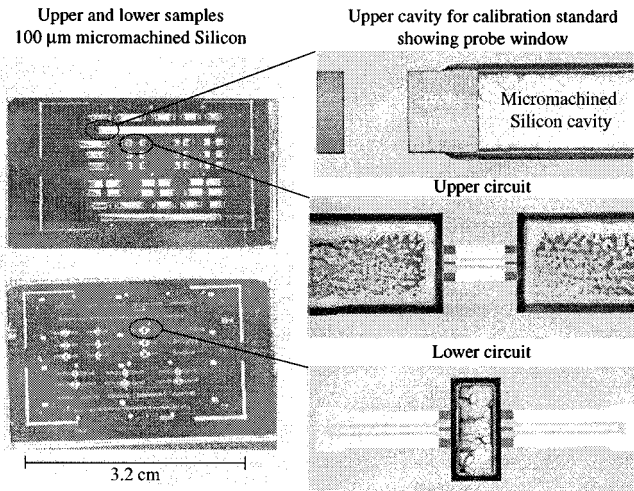 Upper and lower samples
100 µm micromachined Silicon
Upper cavity for calibration standard
showing probe window
Micromachined
Silicon cavity
Upper circuit
Lower circuit
3.2 cm